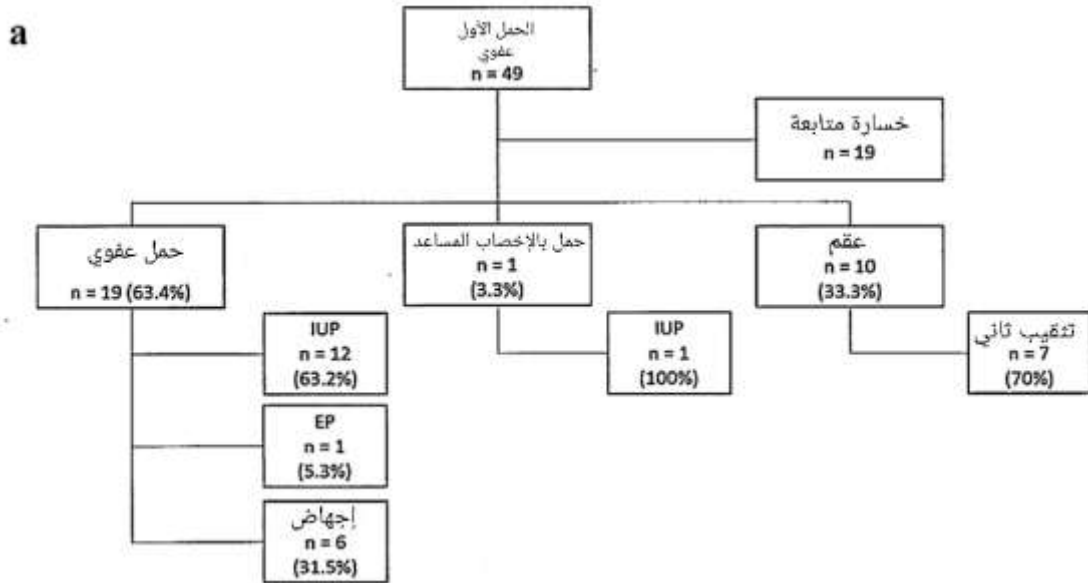 a
الحمل الأول
عفوي
n = 49
خسارة متابعة
n = 19
حمل عفوي
n = 19 (63.4%)
حمل بالإخصاب المساعد
n = 1
(3.3%)
عقم
n = 10
(33.3%)
IUP
n = 12
(63.2%)
IUP
n = 1
(100%)
تثقيب ثاني
n = 7
(70%)
EP
n = 1
(5.3%)
إجهاض
n = 6
(31.5%)